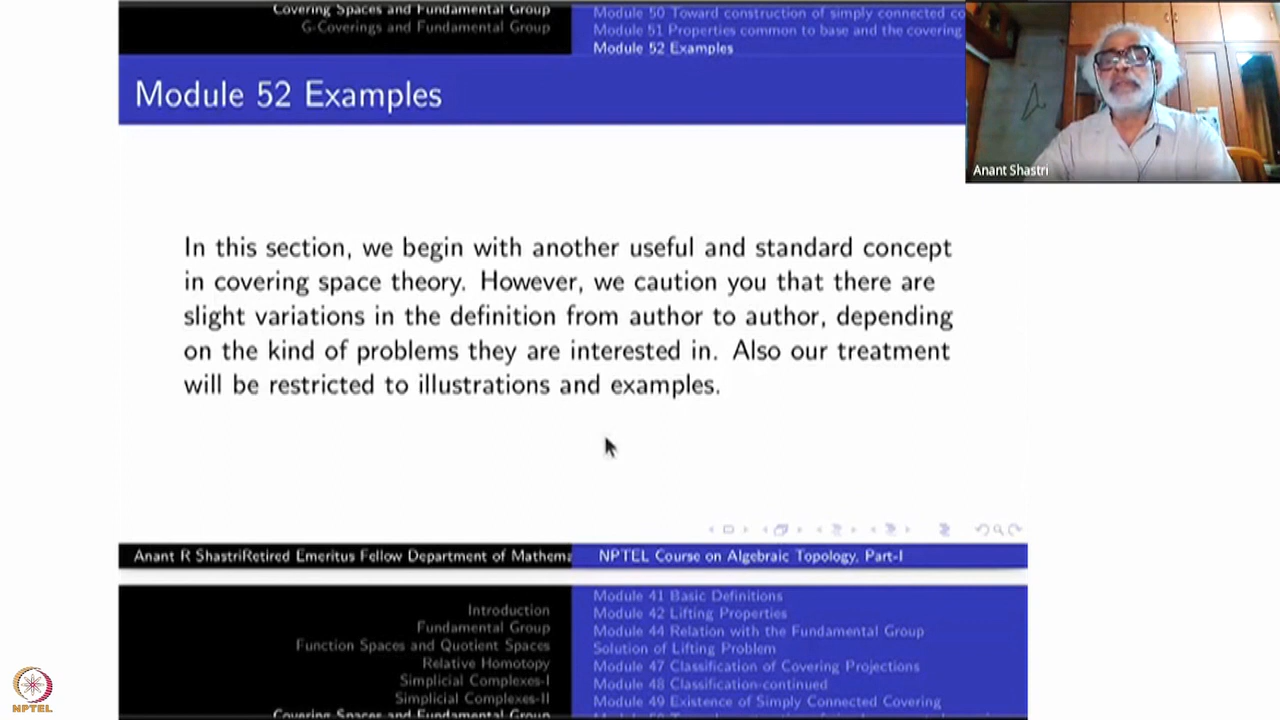 Covering Spaces and Fundamental Group
G-Coverings and Fundamental Group
Module 50 Toward construction of simply connected co
Module 51 Properties common to base and the covering
Module 52 Examples
Module 52 Examples
Anant Shastri
In this section, we begin with another useful and standard concept
in covering space theory. However, we caution you that there are
slight variations in the definition from author to author, depending
on the kind of problems they are interested in. Also our treatment
will be restricted to illustrations and examples.
Anant R ShastriRetired Emeritus Fellow Department of Mathema
NPTEL Course on Algebraic Topology, Part-I
Introduction
Fundamental Group
Function Spaces and Quotient Spaces
Relative Homotopy
Simplicial Complexes-I
Simplicial Complexes-II
Covering Spaces and Fundamental Group
Module 41 Basic Definitions
Module 42 Lifting Properties
Module 44 Relation with the Fundamental Group
Solution of Lifting Problem
Module 47 Classification of Covering Projections
Module 48 Classification-continued
Module 49 Existence of Simply Connected Covering
NPTEL